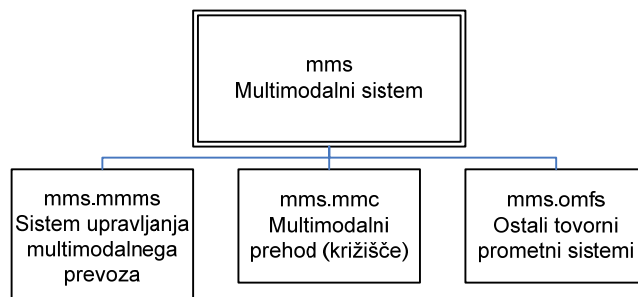 mms
Multimodalni sistem
mms.mmms
Sistem upravljanja
multimodalnega
prevoza
mms.mmc
Multimodalni
prehod (križišče)
mms.omfs
Ostali tovorni
prometni sistemi